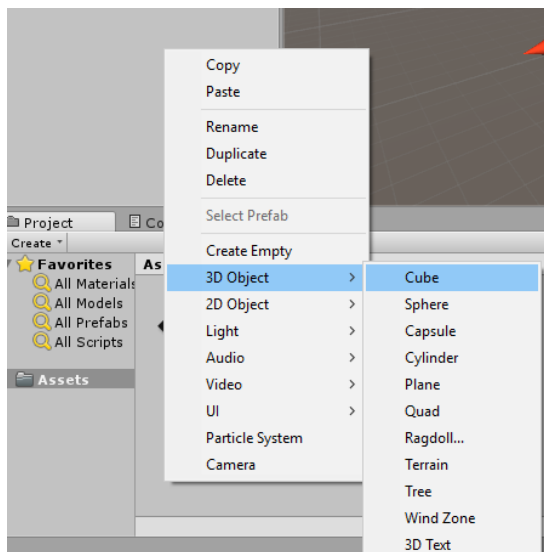 Copy
Paste
Rename
Duplicate
Delete
Select Prefab
Create Empty
3D Object
2D Object
Light
Audio
Video
UI
Particle System
Camera
Cube
Sphere
Capsule
Cylinder
Plane
Quad
Ragdoll...
Terrain
Tree
Wind Zone
3D Text
Project
Co
Create
Favorites
As
All Materials
All Models
All Prefabs
All Scripts
Assets